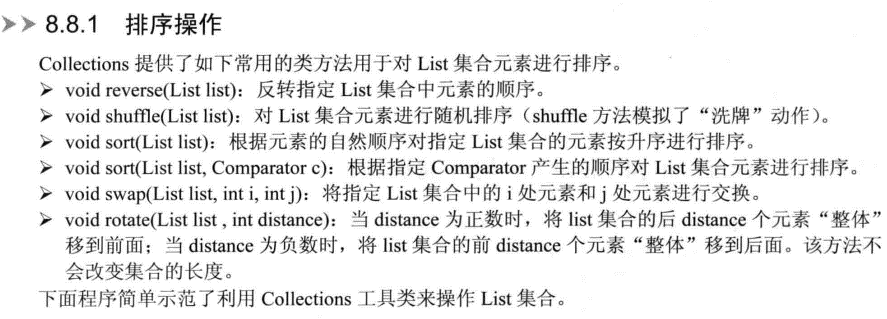 >> 8.8.1 排序操作
Collections 提供了如下常用的类方法用于对 List 集合元素进行排序。
➢ void reverse(List list)：反转指定 List 集合中元素的顺序。
➢ void shuffle(List list)：对 List 集合元素进行随机排序（shuffle 方法模拟了“洗牌”动作）。
➢ void sort(List list)：根据元素的自然顺序对指定 List 集合的元素按升序进行排序。
➢ void sort(List list, Comparator c)：根据指定 Comparator 产生的顺序对 List 集合元素进行排序。
➢ void swap(List list, int i, int j)：将指定 List 集合中的 i 处元素和 j 处元素进行交换。
➢ void rotate(List list , int distance)：当 distance 为正数时，将 list 集合的后 distance 个元素“整体”
移到前面；当 distance 为负数时，将 list 集合的前 distance 个元素“整体”移到后面。该方法不
会改变集合的长度。
下面程序简单示范了利用 Collections 工具类来操作 List 集合。